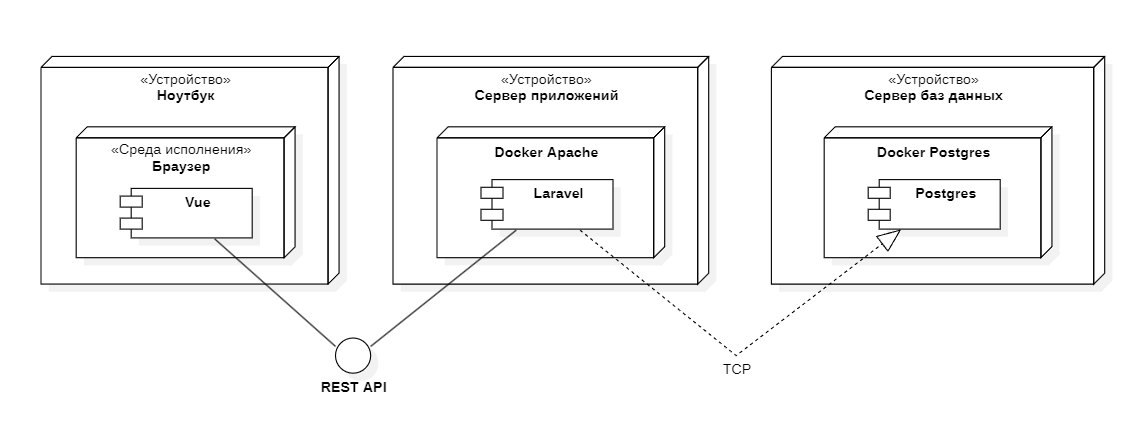 «Устройство»
Ноутбук
«Среда исполнения»
Браузер
Vue
«Устройство»
Сервер приложений
Docker Apache
Laravel
«Устройство»
Сервер баз данных
Docker Postgres
Postgres
REST API
TCP